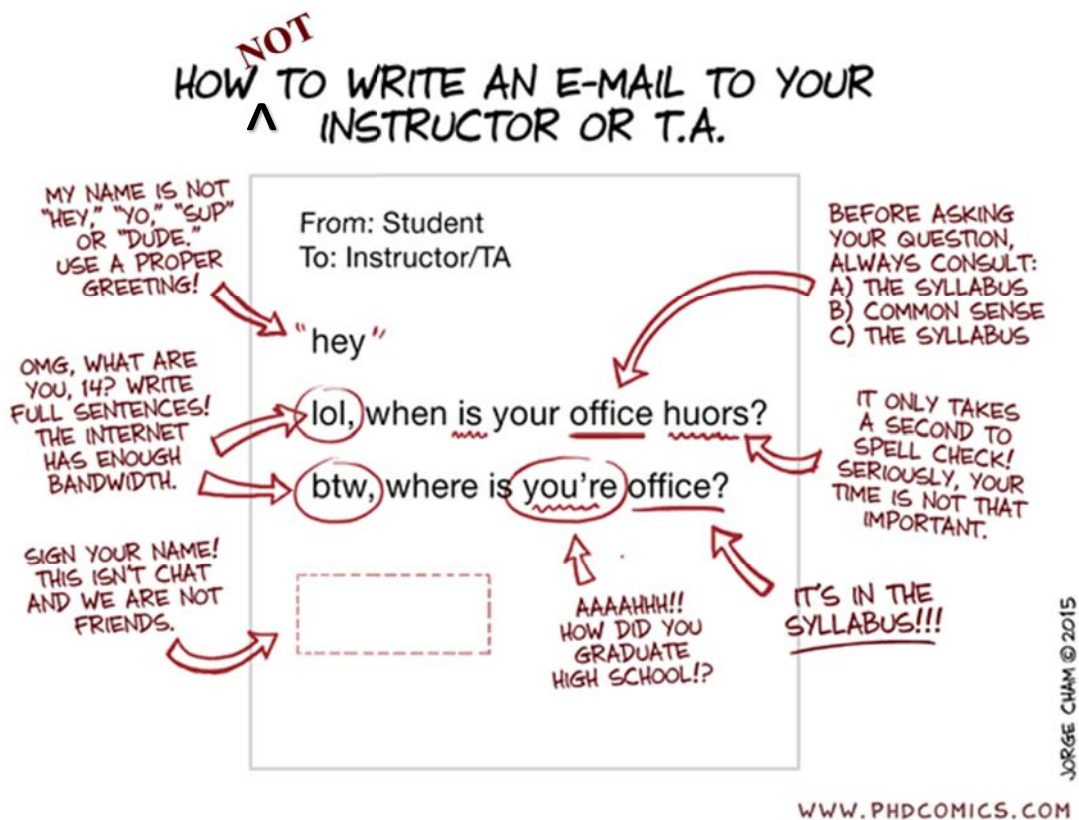 NOT
HOW TO WRITE AN E-MAIL TO YOUR
^
INSTRUCTOR OR T.A.
MY NAME IS NOT
"HEY," "YO," "SUP"
OR "DUDE."
USE A PROPER
GREETING!
From: Student
To: Instructor/TA
BEFORE ASKING
YOUR QUESTION,
ALWAYS CONSULT:
A) THE SYLLABUS
B) COMMON SENSE
C) THE SYLLABUS
"hey"
OMG, WHAT ARE
YOU, 14? WRITE
FULL SENTENCES!
THE INTERNET
HAS ENOUGH
BANDWIDTH.
lol, when is your office huors?
btw, where is you're office?
IT ONLY TAKES
A SECOND TO
SPELL CHECK!
SERIOUSLY, YOUR
TIME IS NOT THAT
IMPORTANT.
SIGN YOUR NAME!
THIS ISN'T CHAT
AND WE ARE NOT
FRIENDS.
AAAAHHH!!
HOW DID YOU
GRADUATE
HIGH SCHOOL!?
IT'S IN THE
SYLLABUS!!!
JORGE CHAM © 2015
WWW.PHDCOMICS.COM